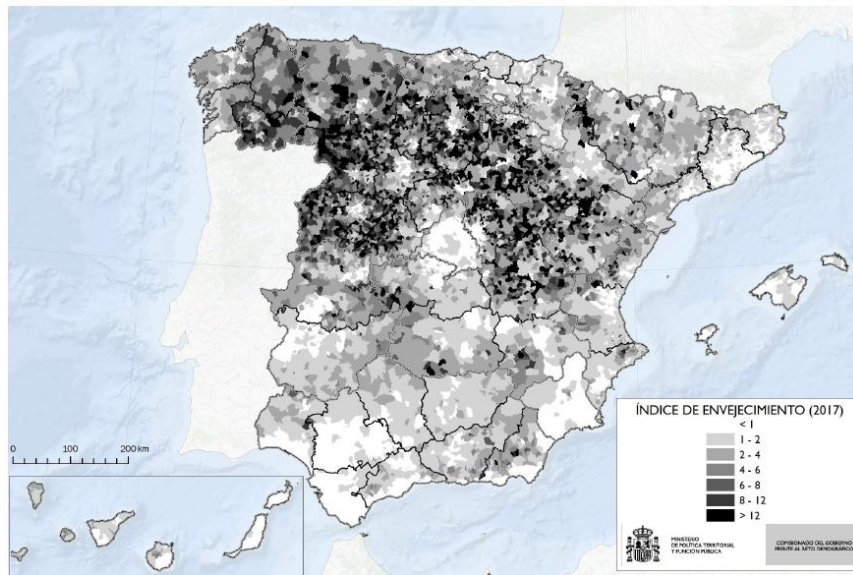 0 100 200 km
ÍNDICE DE ENVEJECIMIENTO (2017)
< 1
1 - 2
2 - 4
4 - 6
6 - 8
8 - 12
> 12
MINISTERIO
DE POLÍTICA TERRITORIAL
Y FUNCIÓN PÚBLICA
COMISIONADO DEL GOBIERNO
FRENTE AL RETO DEMOGRÁFICO